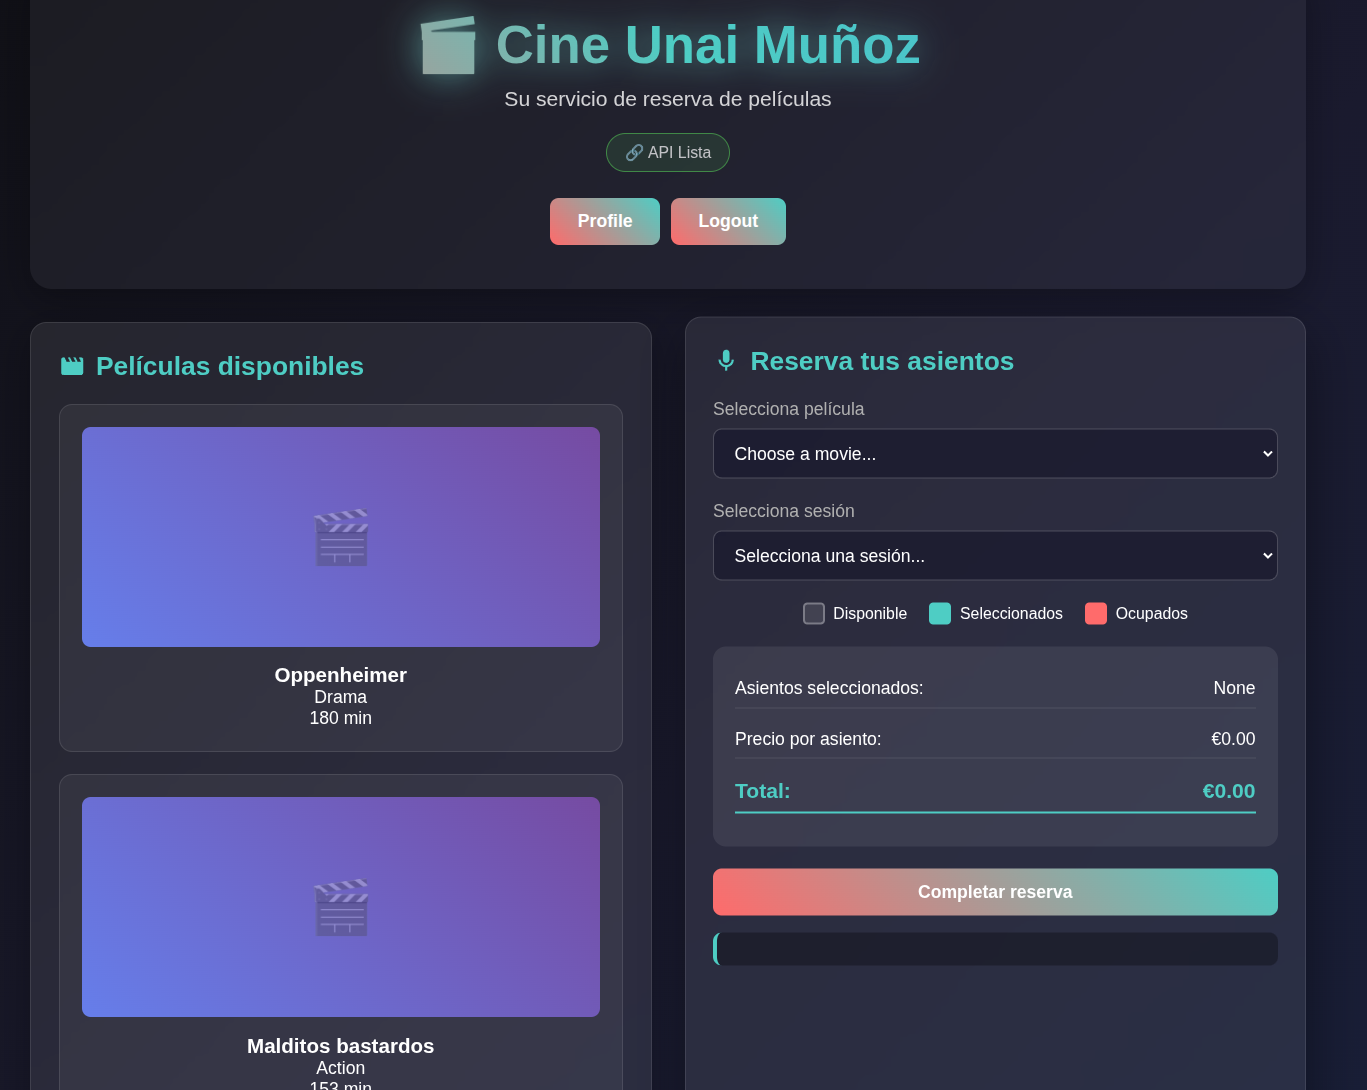 Cine Unai Muñoz
Su servicio de reserva de películas
API Lista
Profile
Logout
Películas disponibles
Oppenheimer
Drama
180 min
Malditos bastardos
Action
153 min
Reserva tus asientos
Selecciona película
Choose a movie...
Selecciona sesión
Selecciona una sesión...
Disponible
Seleccionados
Ocupados
Asientos seleccionados: None
Precio por asiento: €0.00
Total: €0.00
Completar reserva